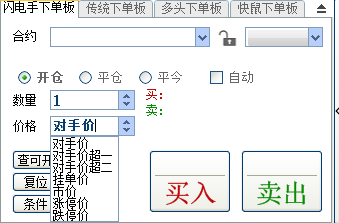 闪电手下单板 传统下单板 多头下单板 快鼠下单板
合约
开仓 平仓 平今 自动
数量 1 买:
卖:
价格 对手价
对手价
对手价超一
对手价超二
挂单价
市价
涨停价
跌停价
查可开
复位
条件
买入 卖出